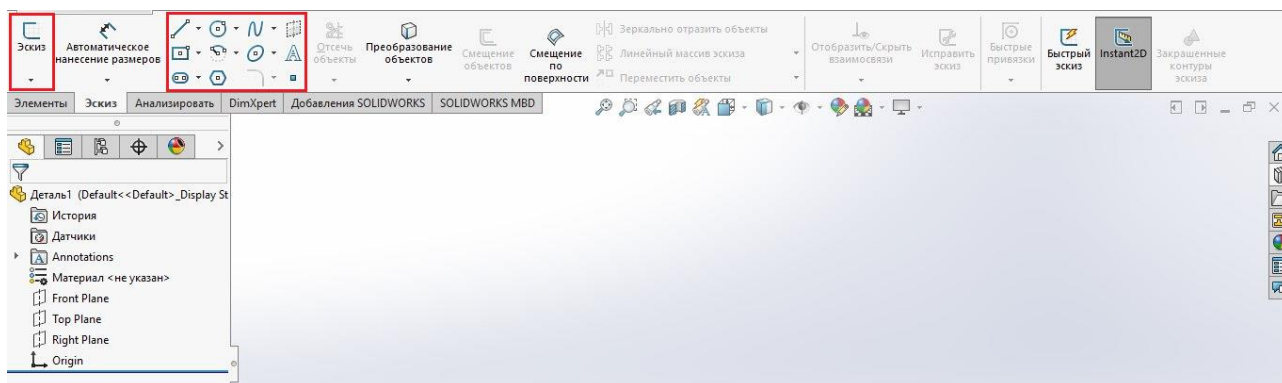 Эскиз
Автоматическое
нанесение размеров
Отсечь
объекты
Преобразование
объектов
Смещение
объектов
Смещение
по
поверхности
Зеркально отразить объекты
Линейный массив эскиза
Переместить объекты
Отобразить/Скрыть
взаимосвязи
Исправить
эскиз
Быстрые
привязки
Быстрый
эскиз
Instant2D
Закрашенные
контуры
эскиза
Элементы Эскиз Анализировать DimXpert Добавления SOLIDWORKS SOLIDWORKS MBD
Деталь1 (Default<<Default>_Display St
История
Датчики
Annotations
Материал <не указан>
Front Plane
Top Plane
Right Plane
Origin